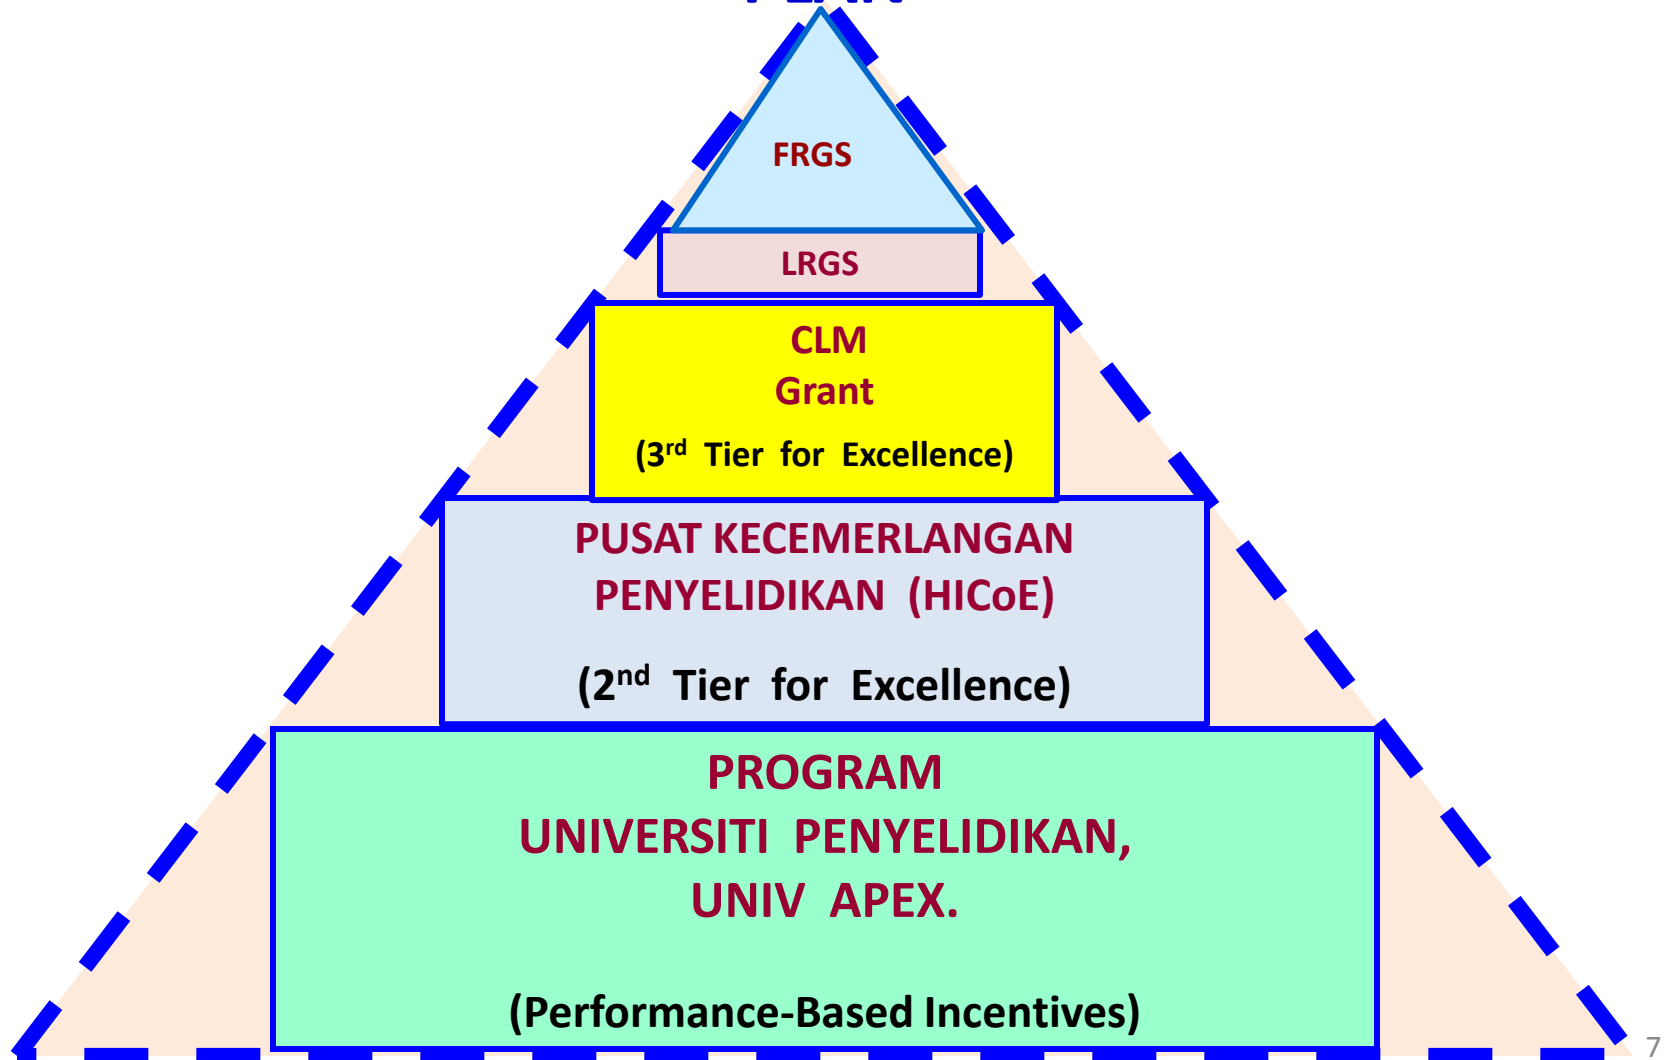 FRGS
LRGS
CLM
Grant
(3rd Tier for Excellence)
PUSAT KECEMERLANGAN
PENYELIDIKAN (HICoE)
(2nd Tier for Excellence)
PROGRAM
UNIVERSITI PENYELIDIKAN,
UNIV APEX.
(Performance-Based Incentives)
7